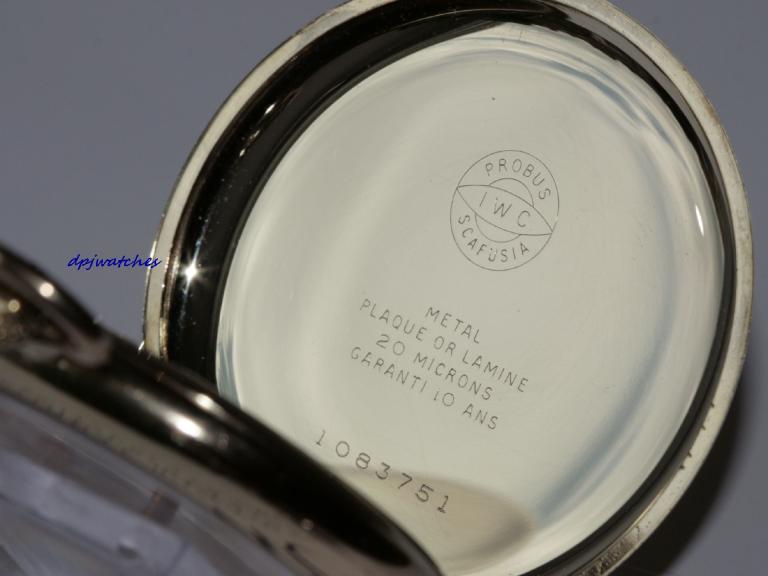 PROBUS
IWC
SCAFUSIA
METAL
PLAQUE OR LAMINE
20 MICRONS
GARANTI 10 ANS
1083751
dpjwatches